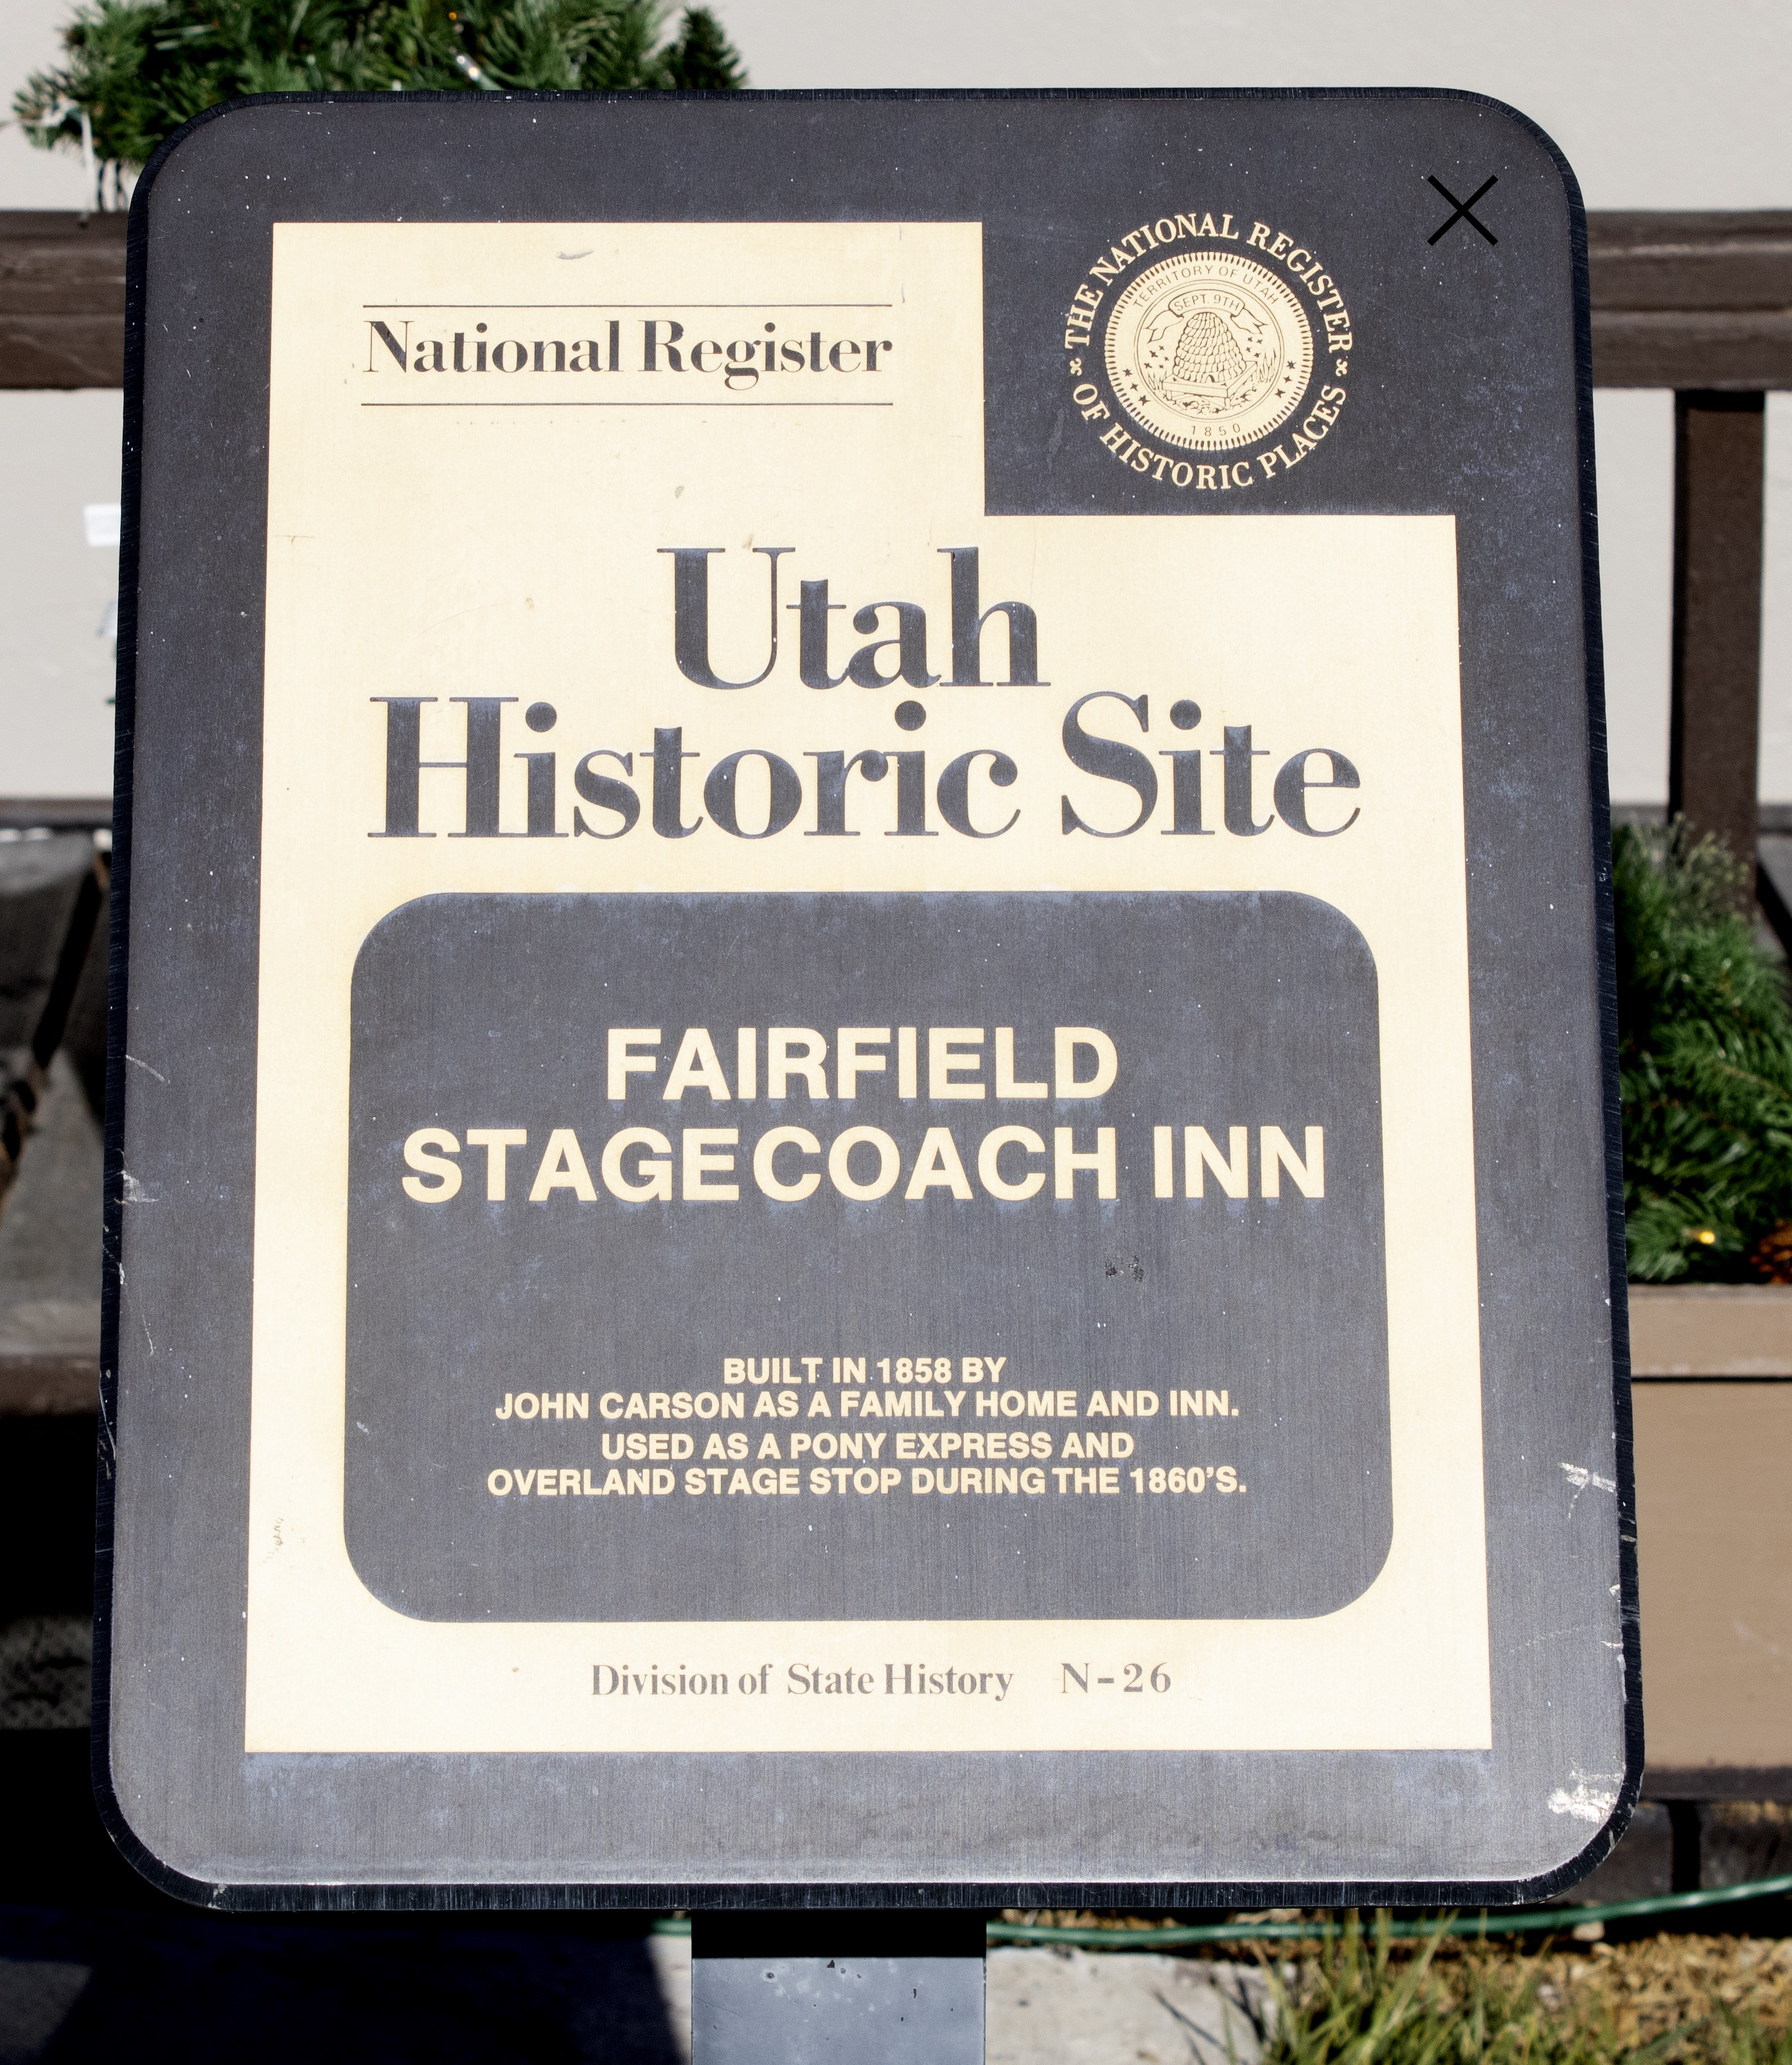 National Register
THE NATIONAL REGISTER
OF HISTORIC PLACES
TERRITORY OF UTAH
SEPT. 9TH
1850
Utah
Historic Site
FAIRFIELD
STAGECOACH INN
BUILT IN 1858 BY
JOHN CARSON AS A FAMILY HOME AND INN.
USED AS A PONY EXPRESS AND
OVERLAND STAGE STOP DURING THE 1860'S.
Division of State History N-26